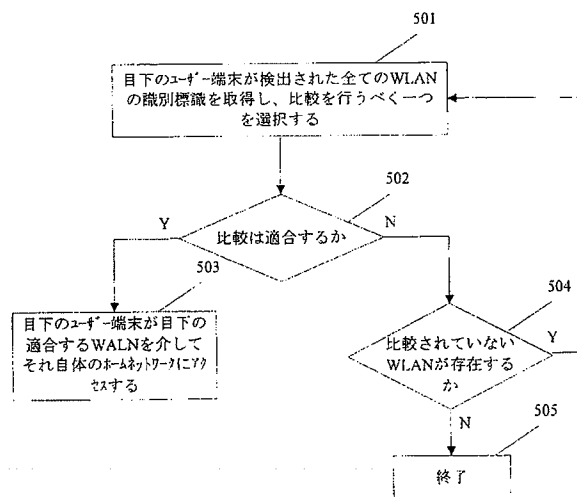 501
目下のﾕｰｻﾞｰ端末が検出された全てのWLAN
の識別標識を取得し、比較を行うべく一つ
を選択する
502
Y
N
比較は適合するか
503
目下のﾕｰｻﾞｰ端末が目下の
適合するWALNを介して
それ自体のﾎｰﾑﾈｯﾄﾜｰｸにｱｸ
ｾｽする
504
比較されていない
WLANが存在する
か
Y
N
505
終了